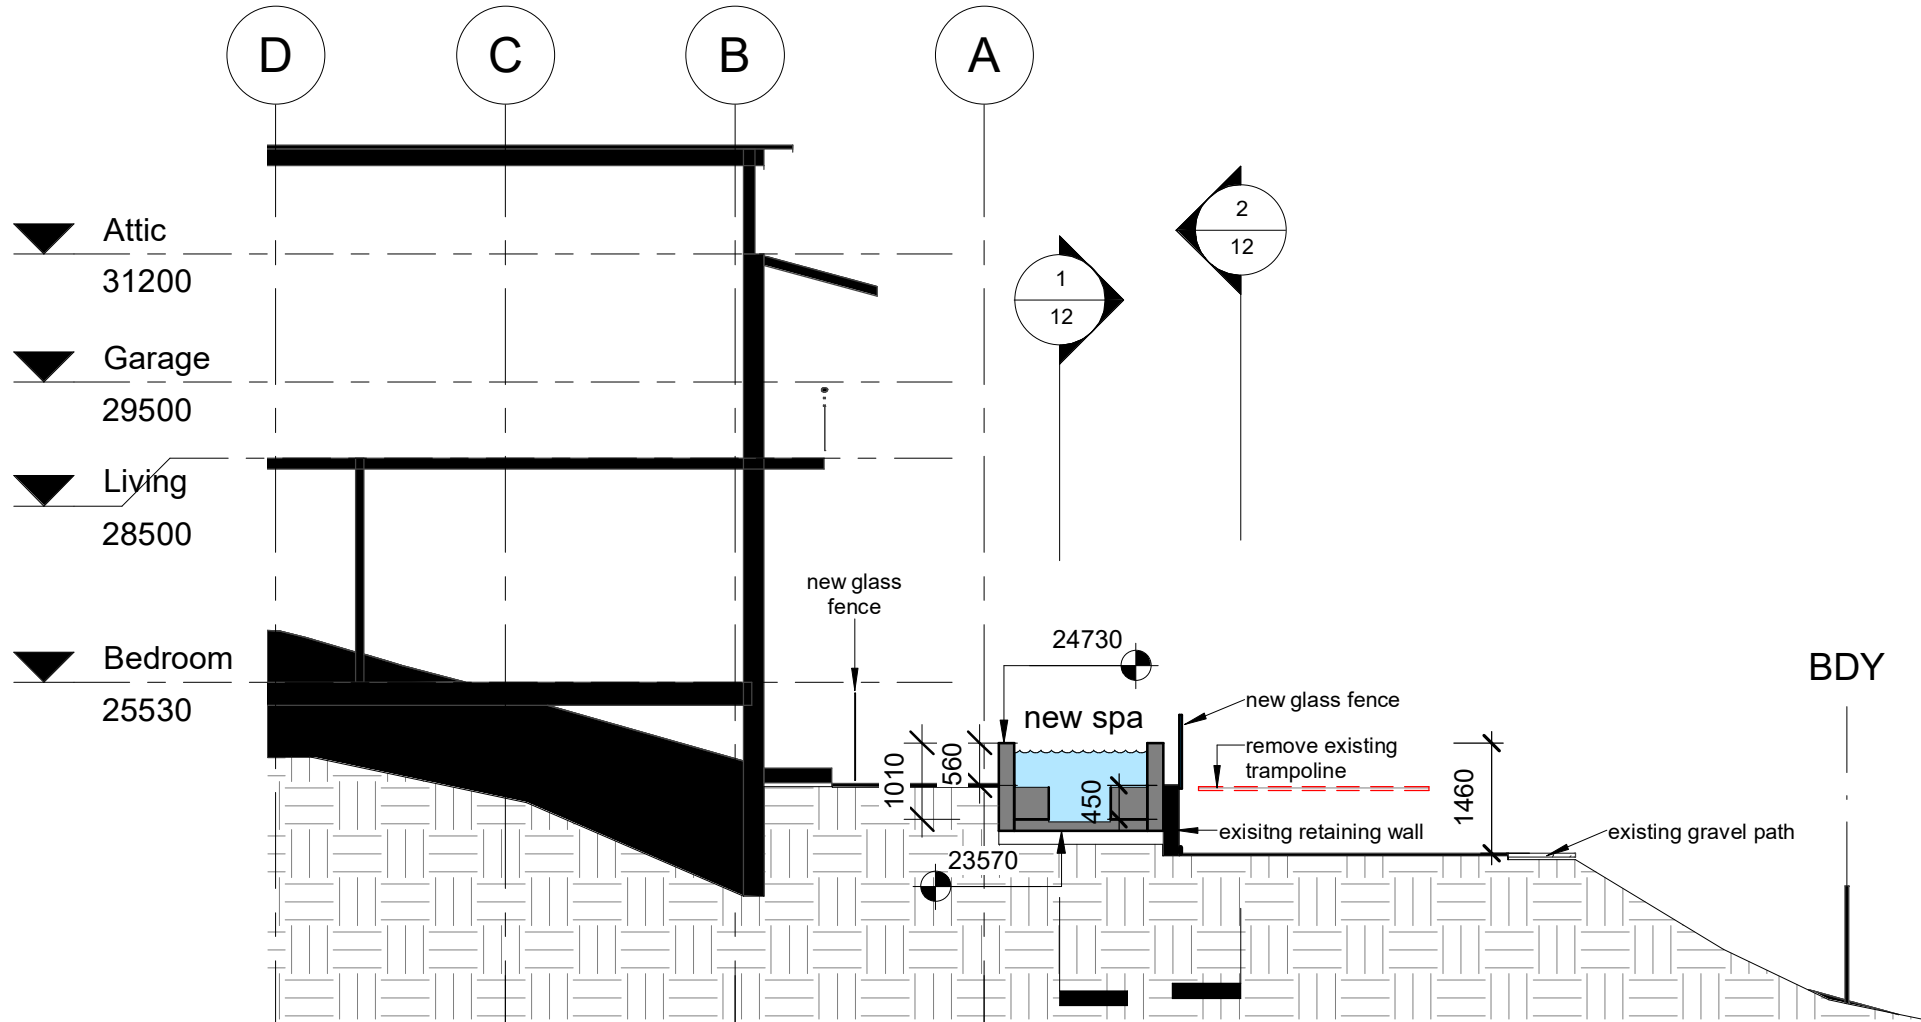 D
C
B
A
2
12
1
12
Attic
31200
Garage
29500
Living
28500
new glass
fence
24730
Bedroom
25530
BDY
new glass fence
new spa
remove existing
trampoline
1010
560
450
1460
exisitng retaining wall
existing gravel path
23570